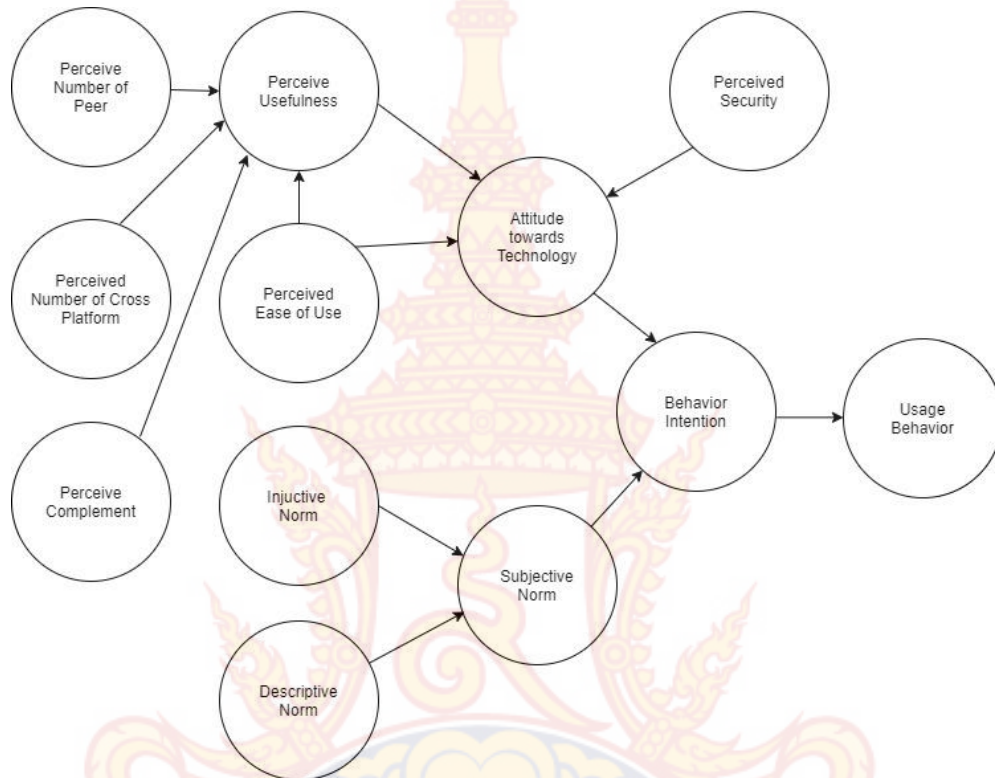 Perceive
Number of
Peer
Perceive
Usefulness
Perceived
Security
Attitude
towards
Technology
Perceived
Number of Cross
Platform
Perceived
Ease of Use
Behavior
Intention
Usage
Behavior
Perceive
Complement
Injuctive
Norm
Subjective
Norm
Descriptive
Norm